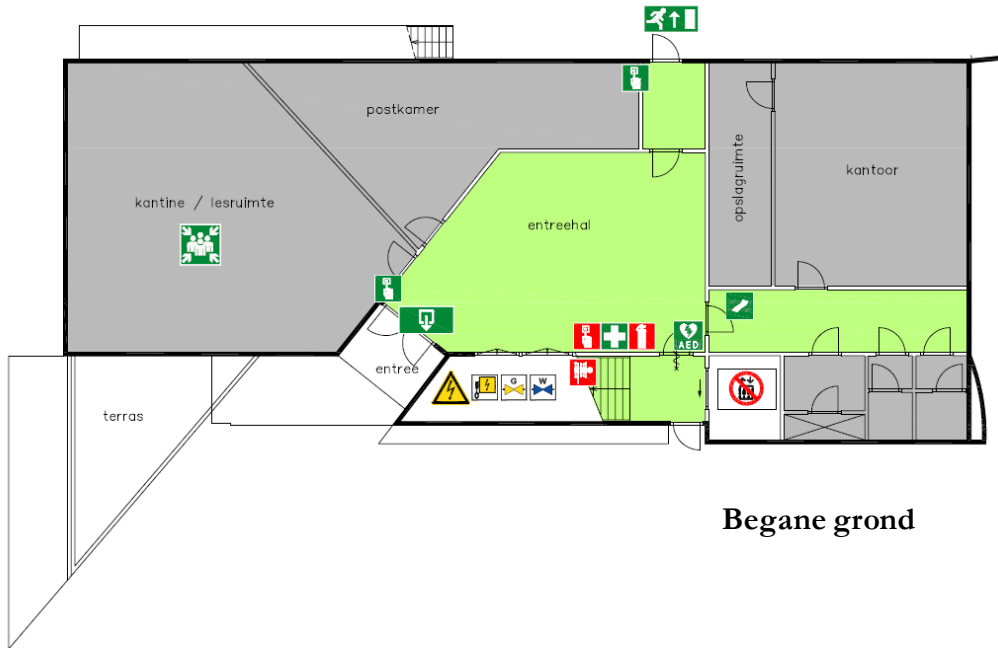 postkamer
kantine / lesruimte
opslagruimte
kantoor
entreehal
AED
entree
G
W
terras
Begane grond